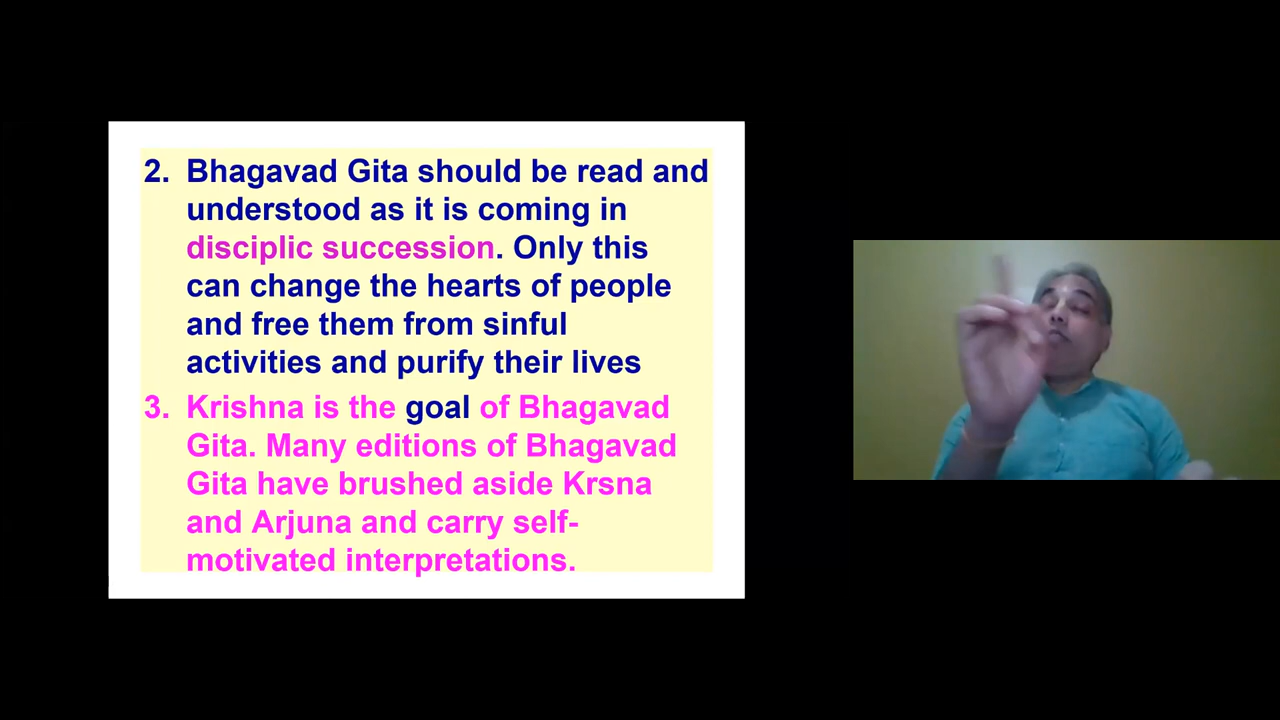 2. Bhagavad Gita should be read and
understood as it is coming in
disciplic succession. Only this
can change the hearts of people
and free them from sinful
activities and purify their lives
3. Krishna is the goal of Bhagavad
Gita. Many editions of Bhagavad
Gita have brushed aside Krsna
and Arjuna and carry self-
motivated interpretations.